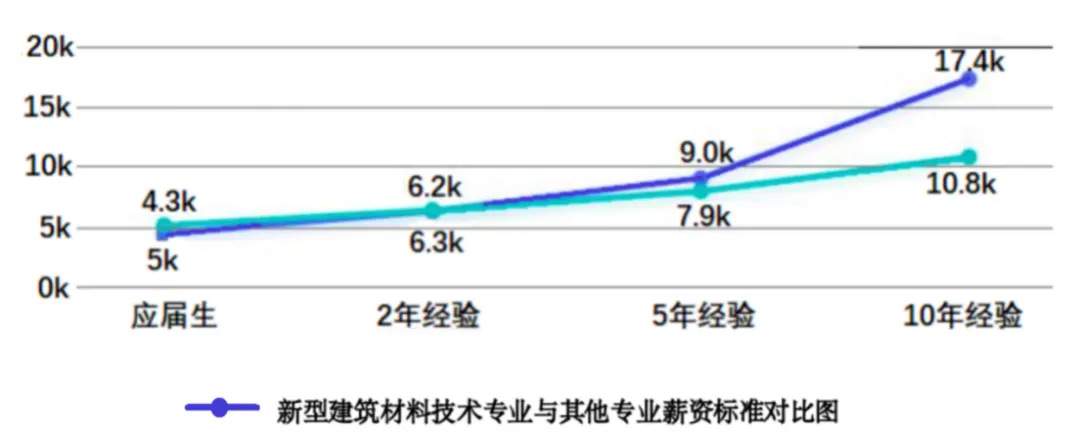 20k
17.4k
15k
9.0k
10k
6.2k
10.8k
4.3k
7.9k
5k
6.3k
5k
0k
应届生 2年经验 5年经验 10年经验
新型建筑材料技术专业与其他专业薪资标准对比图